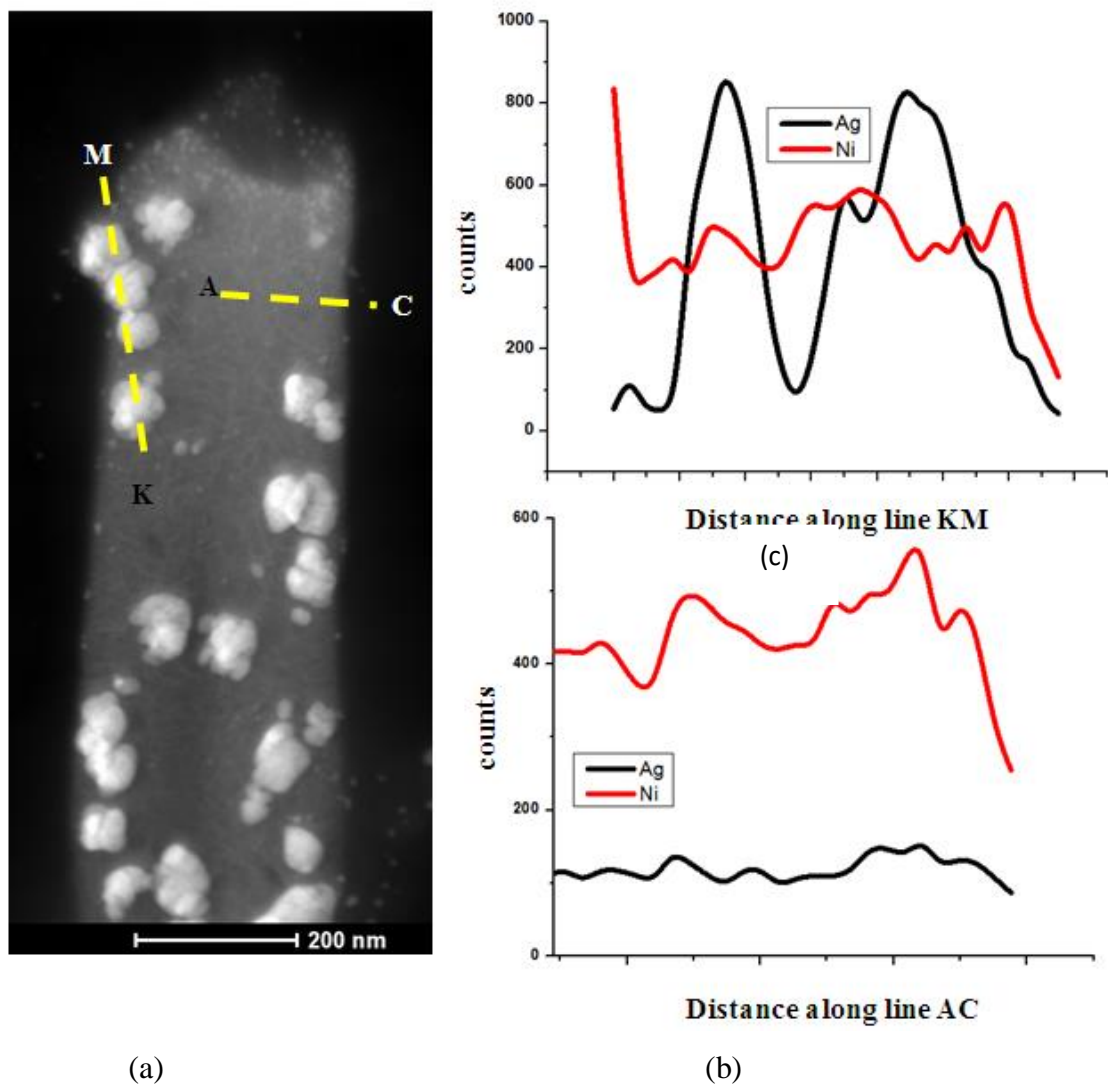 M
A
C
K
200 nm
(a)
1000
800
600
400
200
0
counts
Ag
Ni
Distance along line KM
(c)
600
400
200
0
counts
Ag
Ni
Distance along line AC
(b)